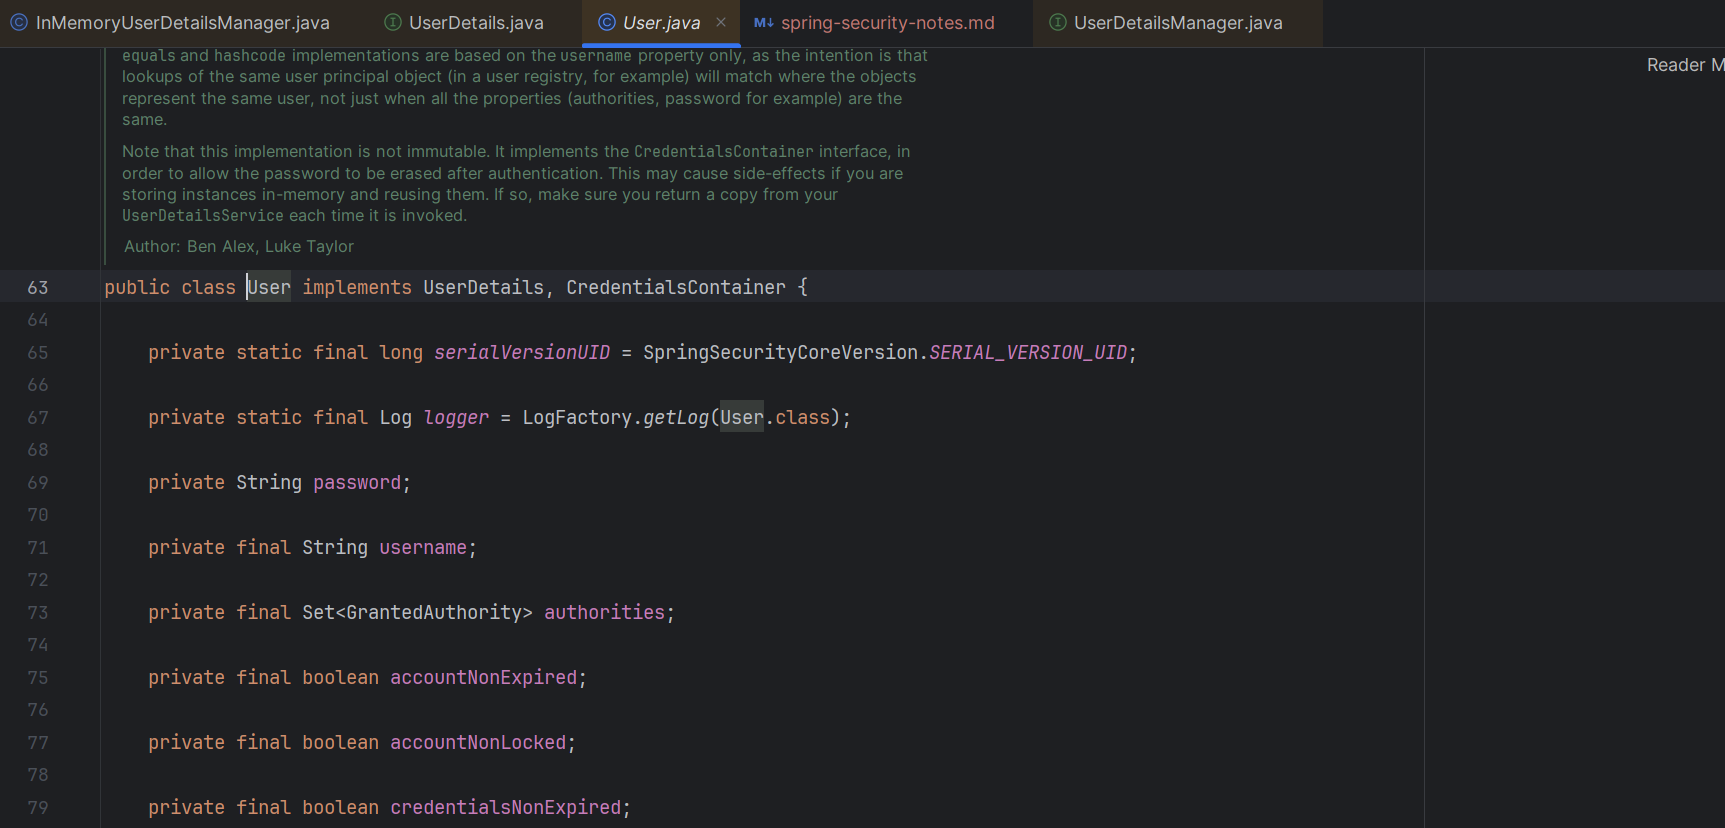 InMemoryUserDetailsManager.java UserDetails.java User.java spring-security-notes.md UserDetailsManager.java
Reader M
equals and hashcode implementations are based on the username property only, as the intention is that
lookups of the same user principal object (in a user registry, for example) will match where the objects
represent the same user, not just when all the properties (authorities, password for example) are the
same.
Note that this implementation is not immutable. It implements the CredentialsContainer interface, in
order to allow the password to be erased after authentication. This may cause side-effects if you are
storing instances in-memory and reusing them. If so, make sure you return a copy from your
UserDetailsService each time it is invoked.
Author: Ben Alex, Luke Taylor
63 public class User implements UserDetails, CredentialsContainer {
64
65 private static final long serialVersionUID = SpringSecurityCoreVersion.SERIAL_VERSION_UID;
66
67 private static final Log logger = LogFactory.getLog(User.class);
68
69 private String password;
70
71 private final String username;
72
73 private final Set<GrantedAuthority> authorities;
74
75 private final boolean accountNonExpired;
76
77 private final boolean accountNonLocked;
78
79 private final boolean credentialsNonExpired;